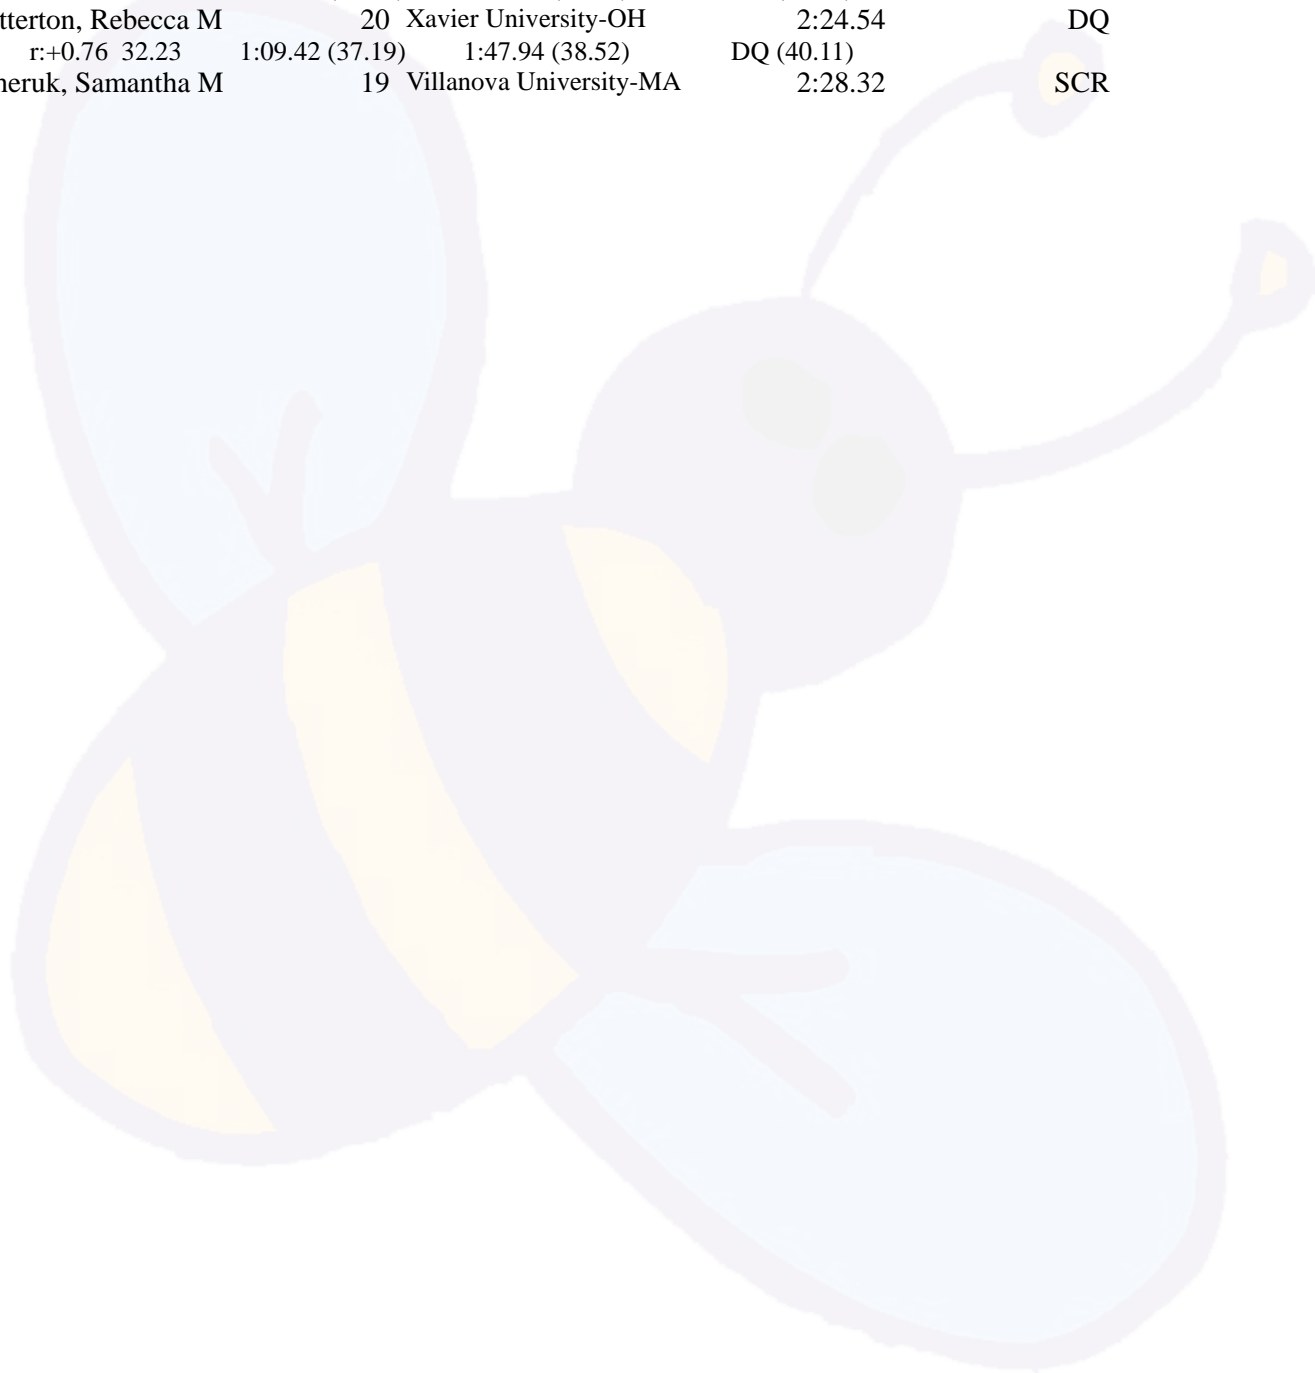 tterton, Rebecca M 20 Xavier University-OH 2:24.54 DQ
r:+0.76 32.23 1:09.42 (37.19) 1:47.94 (38.52) DQ (40.11)
heruk, Samantha M 19 Villanova University-MA 2:28.32 SCR